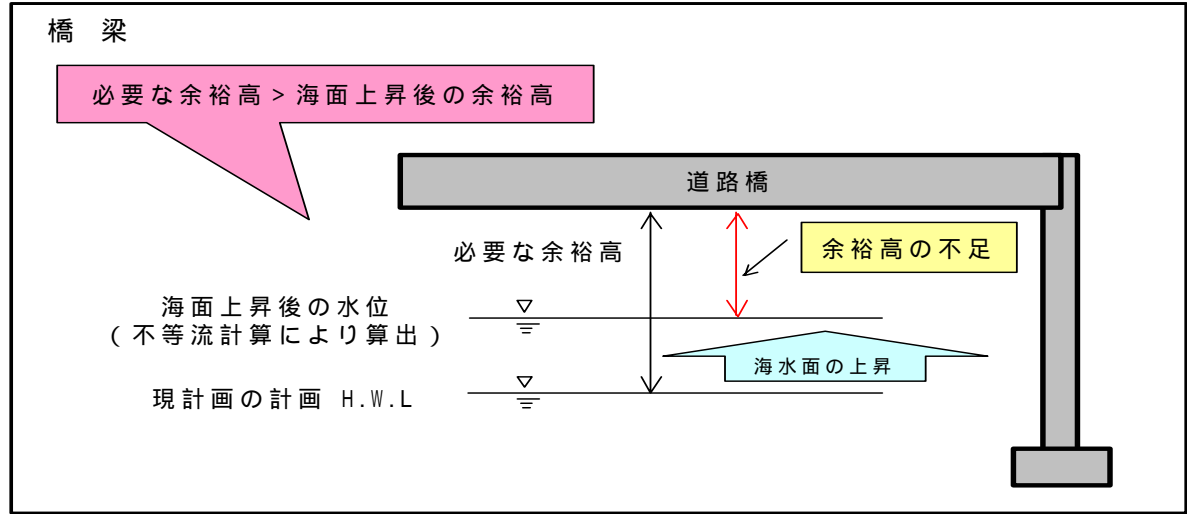 橋 梁
必要な余裕高>海面上昇後の余裕高
道路橋
必要な余裕高
余裕高の不足
海面上昇後の水位
(不等流計算により算出)
海水面の上昇
現計画の計画 H.W.L